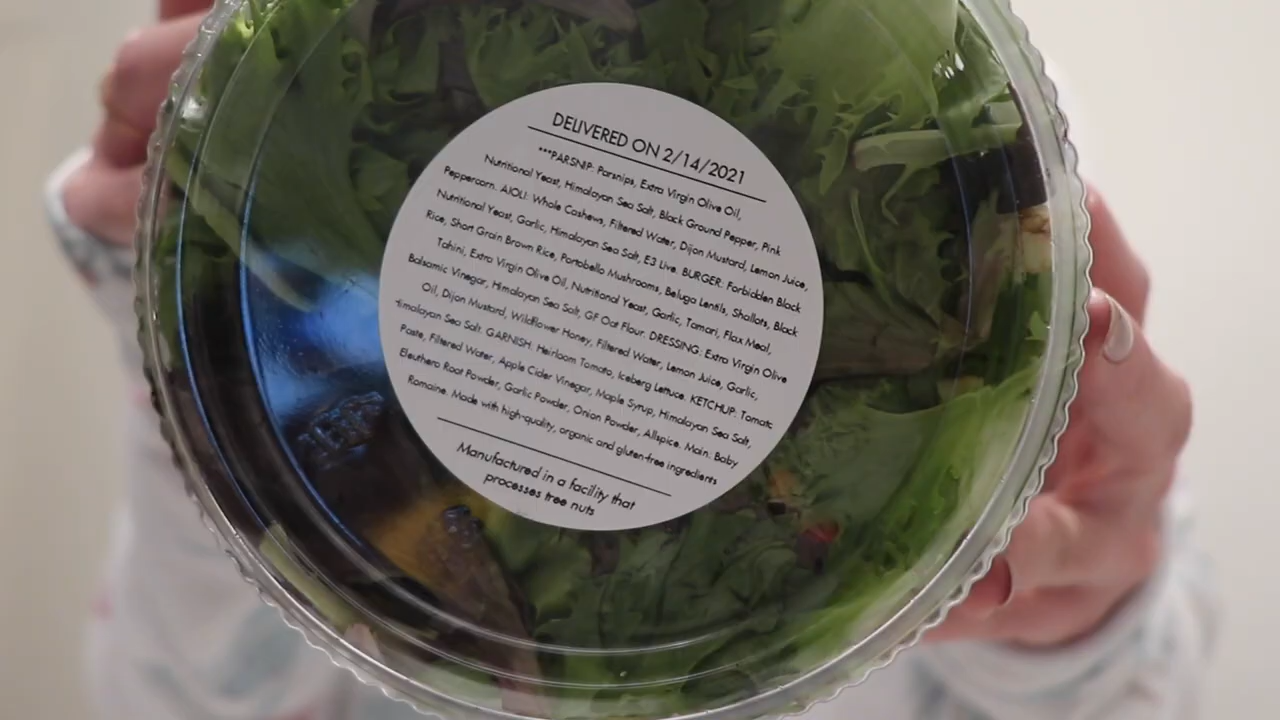 DELIVERED ON 2/14/2021
***PARSNIP: Parsnips, Extra Virgin Olive Oil,
Nutritional Yeast, Himalayan Sea Salt, Black Ground Pepper, Pink
Peppercorn. AIOLI: Whole Cashews, Filtered Water, Dijon Mustard, Lemon Juice,
Nutritional Yeast, Garlic, Himalayan Sea Salt, E3 Live. BURGER: Forbidden Black
Rice, Short Grain Brown Rice, Portobello Mushrooms, Beluga Lentils, Shallots, Black
Tahini, Extra Virgin Olive Oil, Nutritional Yeast, Garlic, Tamari, Flax Meal,
Balsamic Vinegar, Himalayan Sea Salt, GF Oat Flour. DRESSING: Extra Virgin Olive
Oil, Dijon Mustard, Wildflower Honey, Filtered Water, Lemon Juice, Garlic,
Himalayan Sea Salt. GARNISH: Heirloom Tomato, Iceberg Lettuce. KETCHUP: Tomato
Paste, Filtered Water, Apple Cider Vinegar, Maple Syrup, Himalayan Sea Salt,
Eleuthero Root Powder, Garlic Powder, Onion Powder, Allspice. Main: Baby
Romaine. Made with high-quality, organic and gluten-free ingredients
Manufactured in a facility that
processes tree nuts